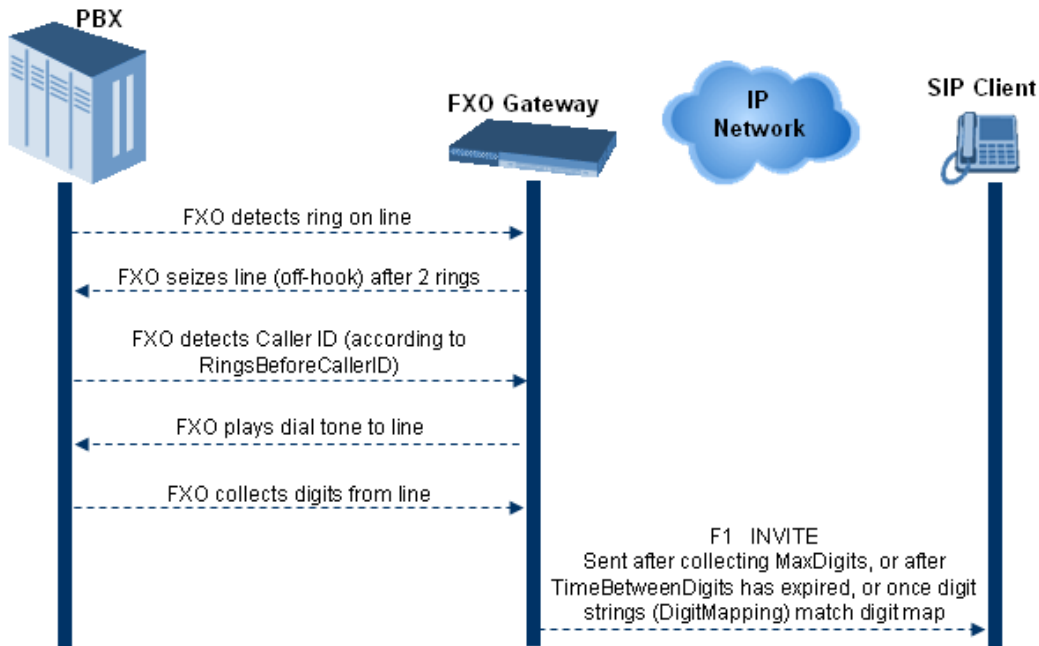 PBX
FXO Gateway
IP
Network
SIP Client
FXO detects ring on line
FXO seizes line (off-hook) after 2 rings
FXO detects Caller ID (according to
RingsBeforeCallerID)
FXO plays dial tone to line
FXO collects digits from line
F1 INVITE
Sent after collecting MaxDigits, or after
TimeBetweenDigits has expired, or once digit
strings (DigitMapping) match digit map